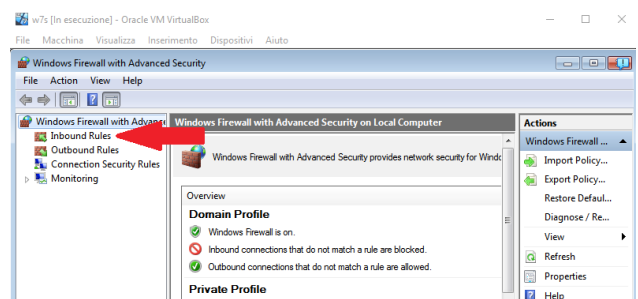 w7s [In esecuzione] - Oracle VM VirtualBox
File Macchina Visualizza Inserimento Dispositivi Aiuto
Windows Firewall with Advanced Security
File Action View Help
Windows Firewall with Advance
Inbound Rules
Outbound Rules
Connection Security Rules
Monitoring
Windows Firewall with Advanced Security on Local Computer
Windows Firewall with Advanced Security provides network security for Windo
Overview
Domain Profile
Windows Firewall is on.
Inbound connections that do not match a rule are blocked.
Outbound connections that do not match a rule are allowed.
Private Profile
Actions
Windows Firewall ...
Import Policy...
Export Policy...
Restore Defaul...
Diagnose / Re...
View
Refresh
Properties
Help